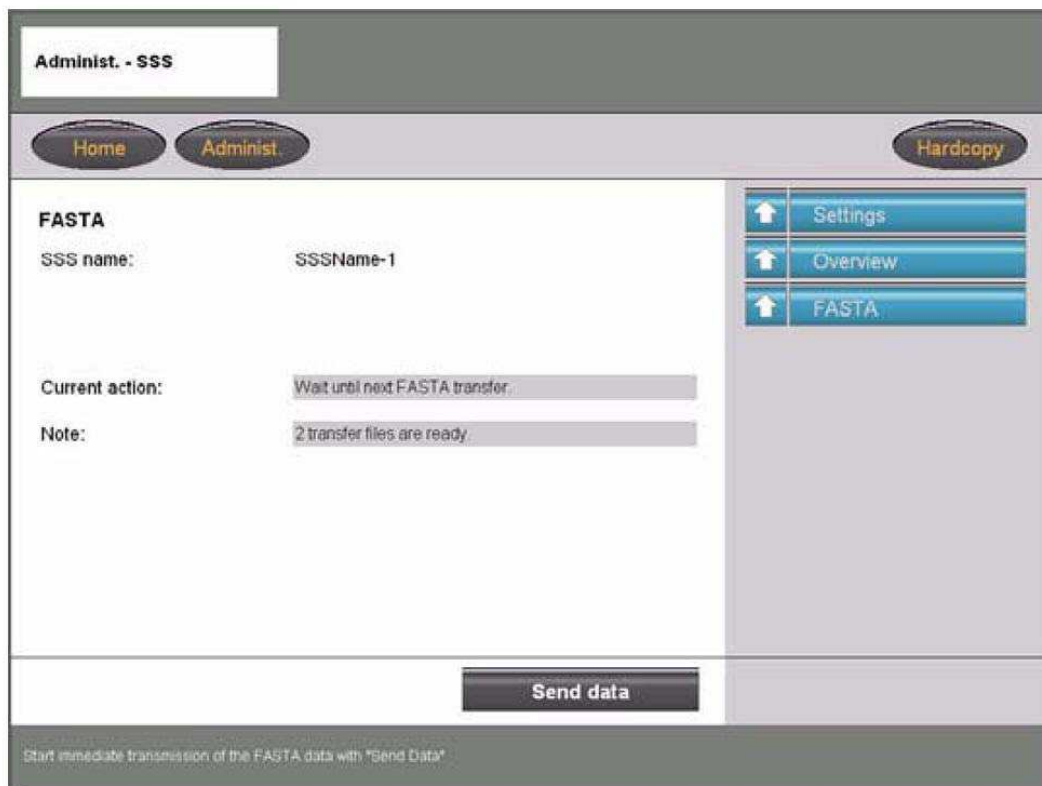 Administ. - SSS
Home
Administ.
Hardcopy
FASTA
SSS name: SSSName-1
Current action: Wait until next FASTA transfer.
Note: 2 transfer files are ready.
Settings
Overview
FASTA
Send data
Start immediate transmission of the FASTA data with "Send Data"